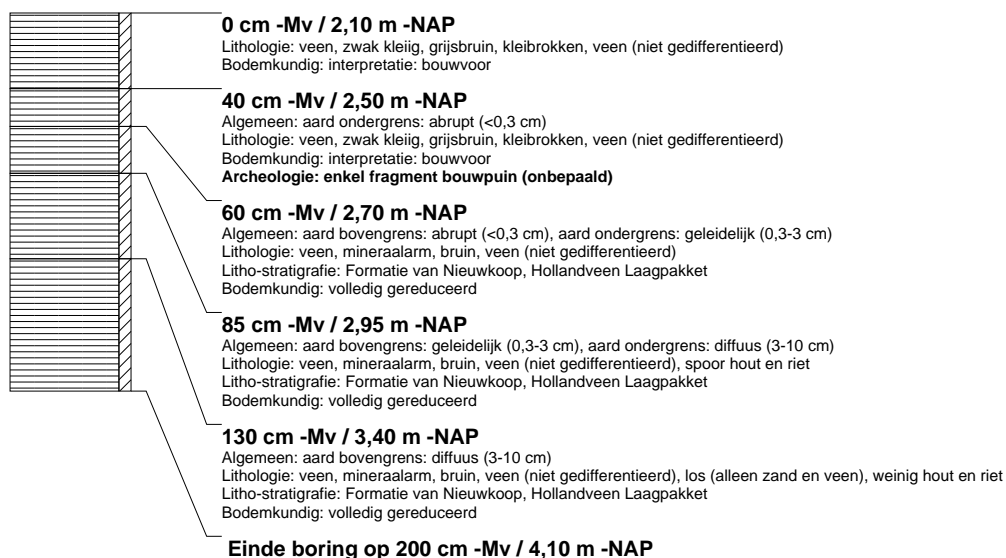 0 cm -Mv / 2,10 m -NAP
Lithologie: veen, zwak kleiig, grijsbruin, kleibrokken, veen (niet gedifferentieerd)
Bodemkundig: interpretatie: bouwvoor
40 cm -Mv / 2,50 m -NAP
Algemeen: aard ondergrens: abrupt (<0,3 cm)
Lithologie: veen, zwak kleiig, grijsbruin, kleibrokken, veen (niet gedifferentieerd)
Bodemkundig: interpretatie: bouwvoor
Archeologie: enkel fragment bouwpuin (onbepaald)
60 cm -Mv / 2,70 m -NAP
Algemeen: aard bovengrens: abrupt (<0,3 cm), aard ondergrens: geleidelijk (0,3-3 cm)
Lithologie: veen, mineraalarm, bruin, veen (niet gedifferentieerd)
Litho-stratigrafie: Formatie van Nieuwkoop, Hollandveen Laagpakket
Bodemkundig: volledig gereduceerd
85 cm -Mv / 2,95 m -NAP
Algemeen: aard bovengrens: geleidelijk (0,3-3 cm), aard ondergrens: diffuus (3-10 cm)
Lithologie: veen, mineraalarm, bruin, veen (niet gedifferentieerd), spoor hout en riet
Litho-stratigrafie: Formatie van Nieuwkoop, Hollandveen Laagpakket
Bodemkundig: volledig gereduceerd
130 cm -Mv / 3,40 m -NAP
Algemeen: aard bovengrens: diffuus (3-10 cm)
Lithologie: veen, mineraalarm, bruin, veen (niet gedifferentieerd), los (alleen zand en veen), weinig hout en riet
Litho-stratigrafie: Formatie van Nieuwkoop, Hollandveen Laagpakket
Bodemkundig: volledig gereduceerd
Einde boring op 200 cm -Mv / 4,10 m -NAP